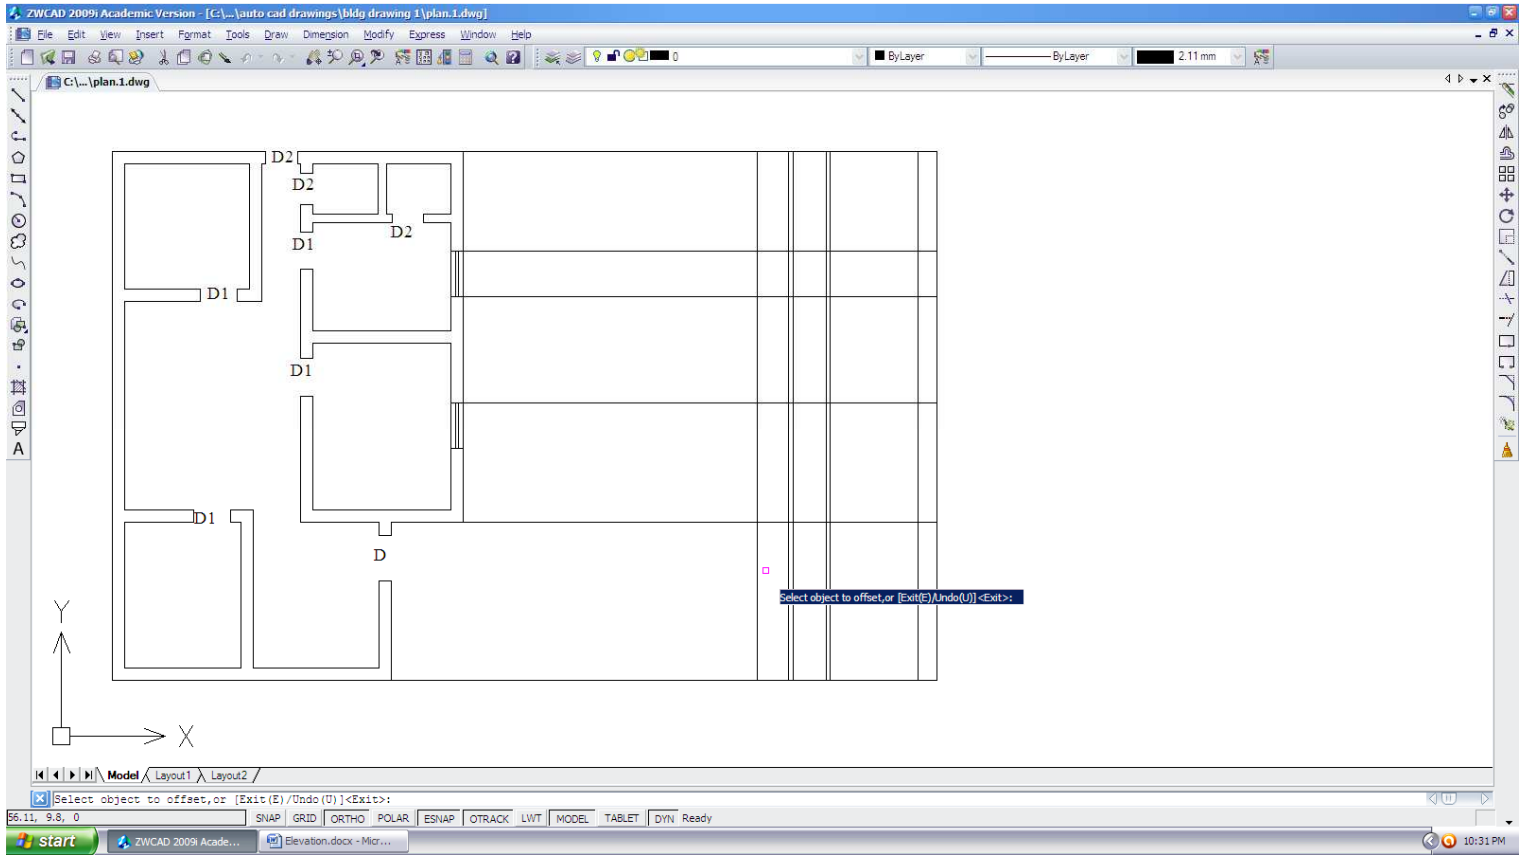 ZWCAD 2009i Academic Version - [C:\...\auto cad drawings\bldg drawing 1\plan.1.dwg]
File Edit View Insert Format Tools Draw Dimension Modify Express Window Help
0 ByLayer ByLayer 2.11 mm
C:\...\plan.1.dwg
D2
D2
D2
D1
D1
D1
D1
D
Select object to offset,or [Exit(E)/Undo(U)]<Exit>:
Y
X
A
Model Layout1 Layout2
Select object to offset,or [Exit(E)/Undo(U)]<Exit>:
56.11, 9.8, 0 SNAP GRID ORTHO POLAR ESNAP OTRACK LWT MODEL TABLET DYN Ready
start ZWCAD 2009i Acade... Elevation.docx - Micr... 10:31 PM